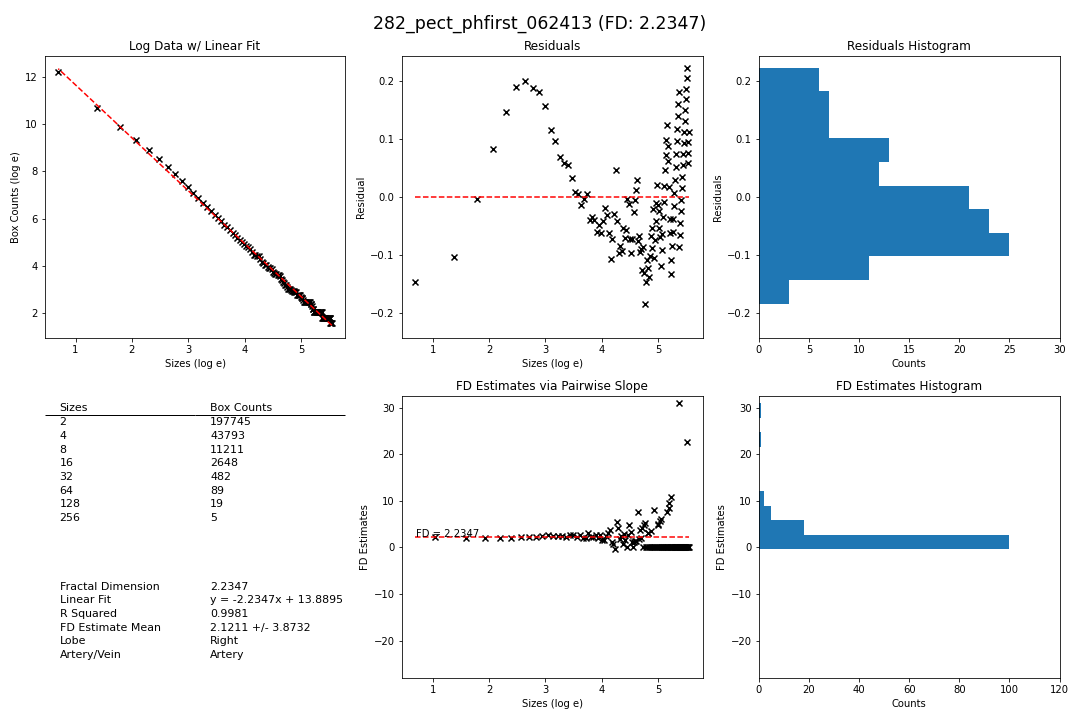 282_pect_phfirst_062413 (FD: 2.2347)
Log Data w/ Linear Fit
Box Counts (log e)
12
10
8
6
4
2
1 2 3 4 5
Sizes (log e)
Residuals
Residual
0.2
0.1
0.0
−0.1
−0.2
1 2 3 4 5
Sizes (log e)
Residuals Histogram
Residuals
0.2
0.1
0.0
−0.1
−0.2
0 5 10 15 20 25 30
Counts
Sizes Box Counts
2 197745
4 43793
8 11211
16 2648
32 482
64 89
128 19
256 5
Fractal Dimension 2.2347
Linear Fit y = -2.2347x + 13.8895
R Squared 0.9981
FD Estimate Mean 2.1211 +/- 3.8732
Lobe Right
Artery/Vein Artery
FD Estimates via Pairwise Slope
FD Estimates
30
20
10
0
−10
−20
FD = 2.2347
1 2 3 4 5
Sizes (log e)
FD Estimates Histogram
FD Estimates
30
20
10
0
−10
−20
0 20 40 60 80 100 120
Counts